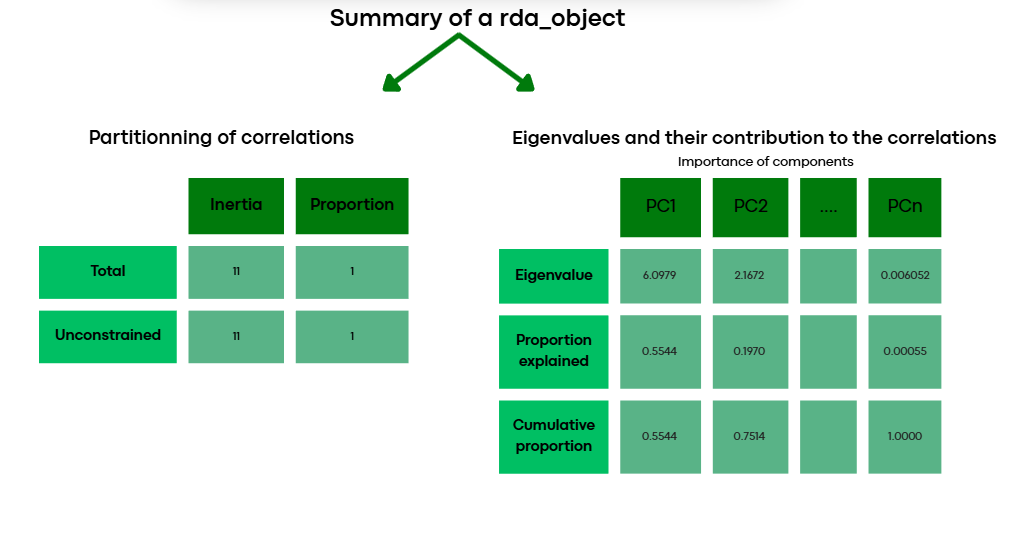 Summary of a rda_object
Partitionning of correlations
Inertia Proportion
Total 11 1
Unconstrained 11 1
Eigenvalues and their contribution to the correlations
Importance of components
PC1 PC2 .... PCn
Eigenvalue 6.0979 2.1672 0.006052
Proportion
explained 0.5544 0.1970 0.00055
Cumulative
proportion 0.5544 0.7514 1.0000